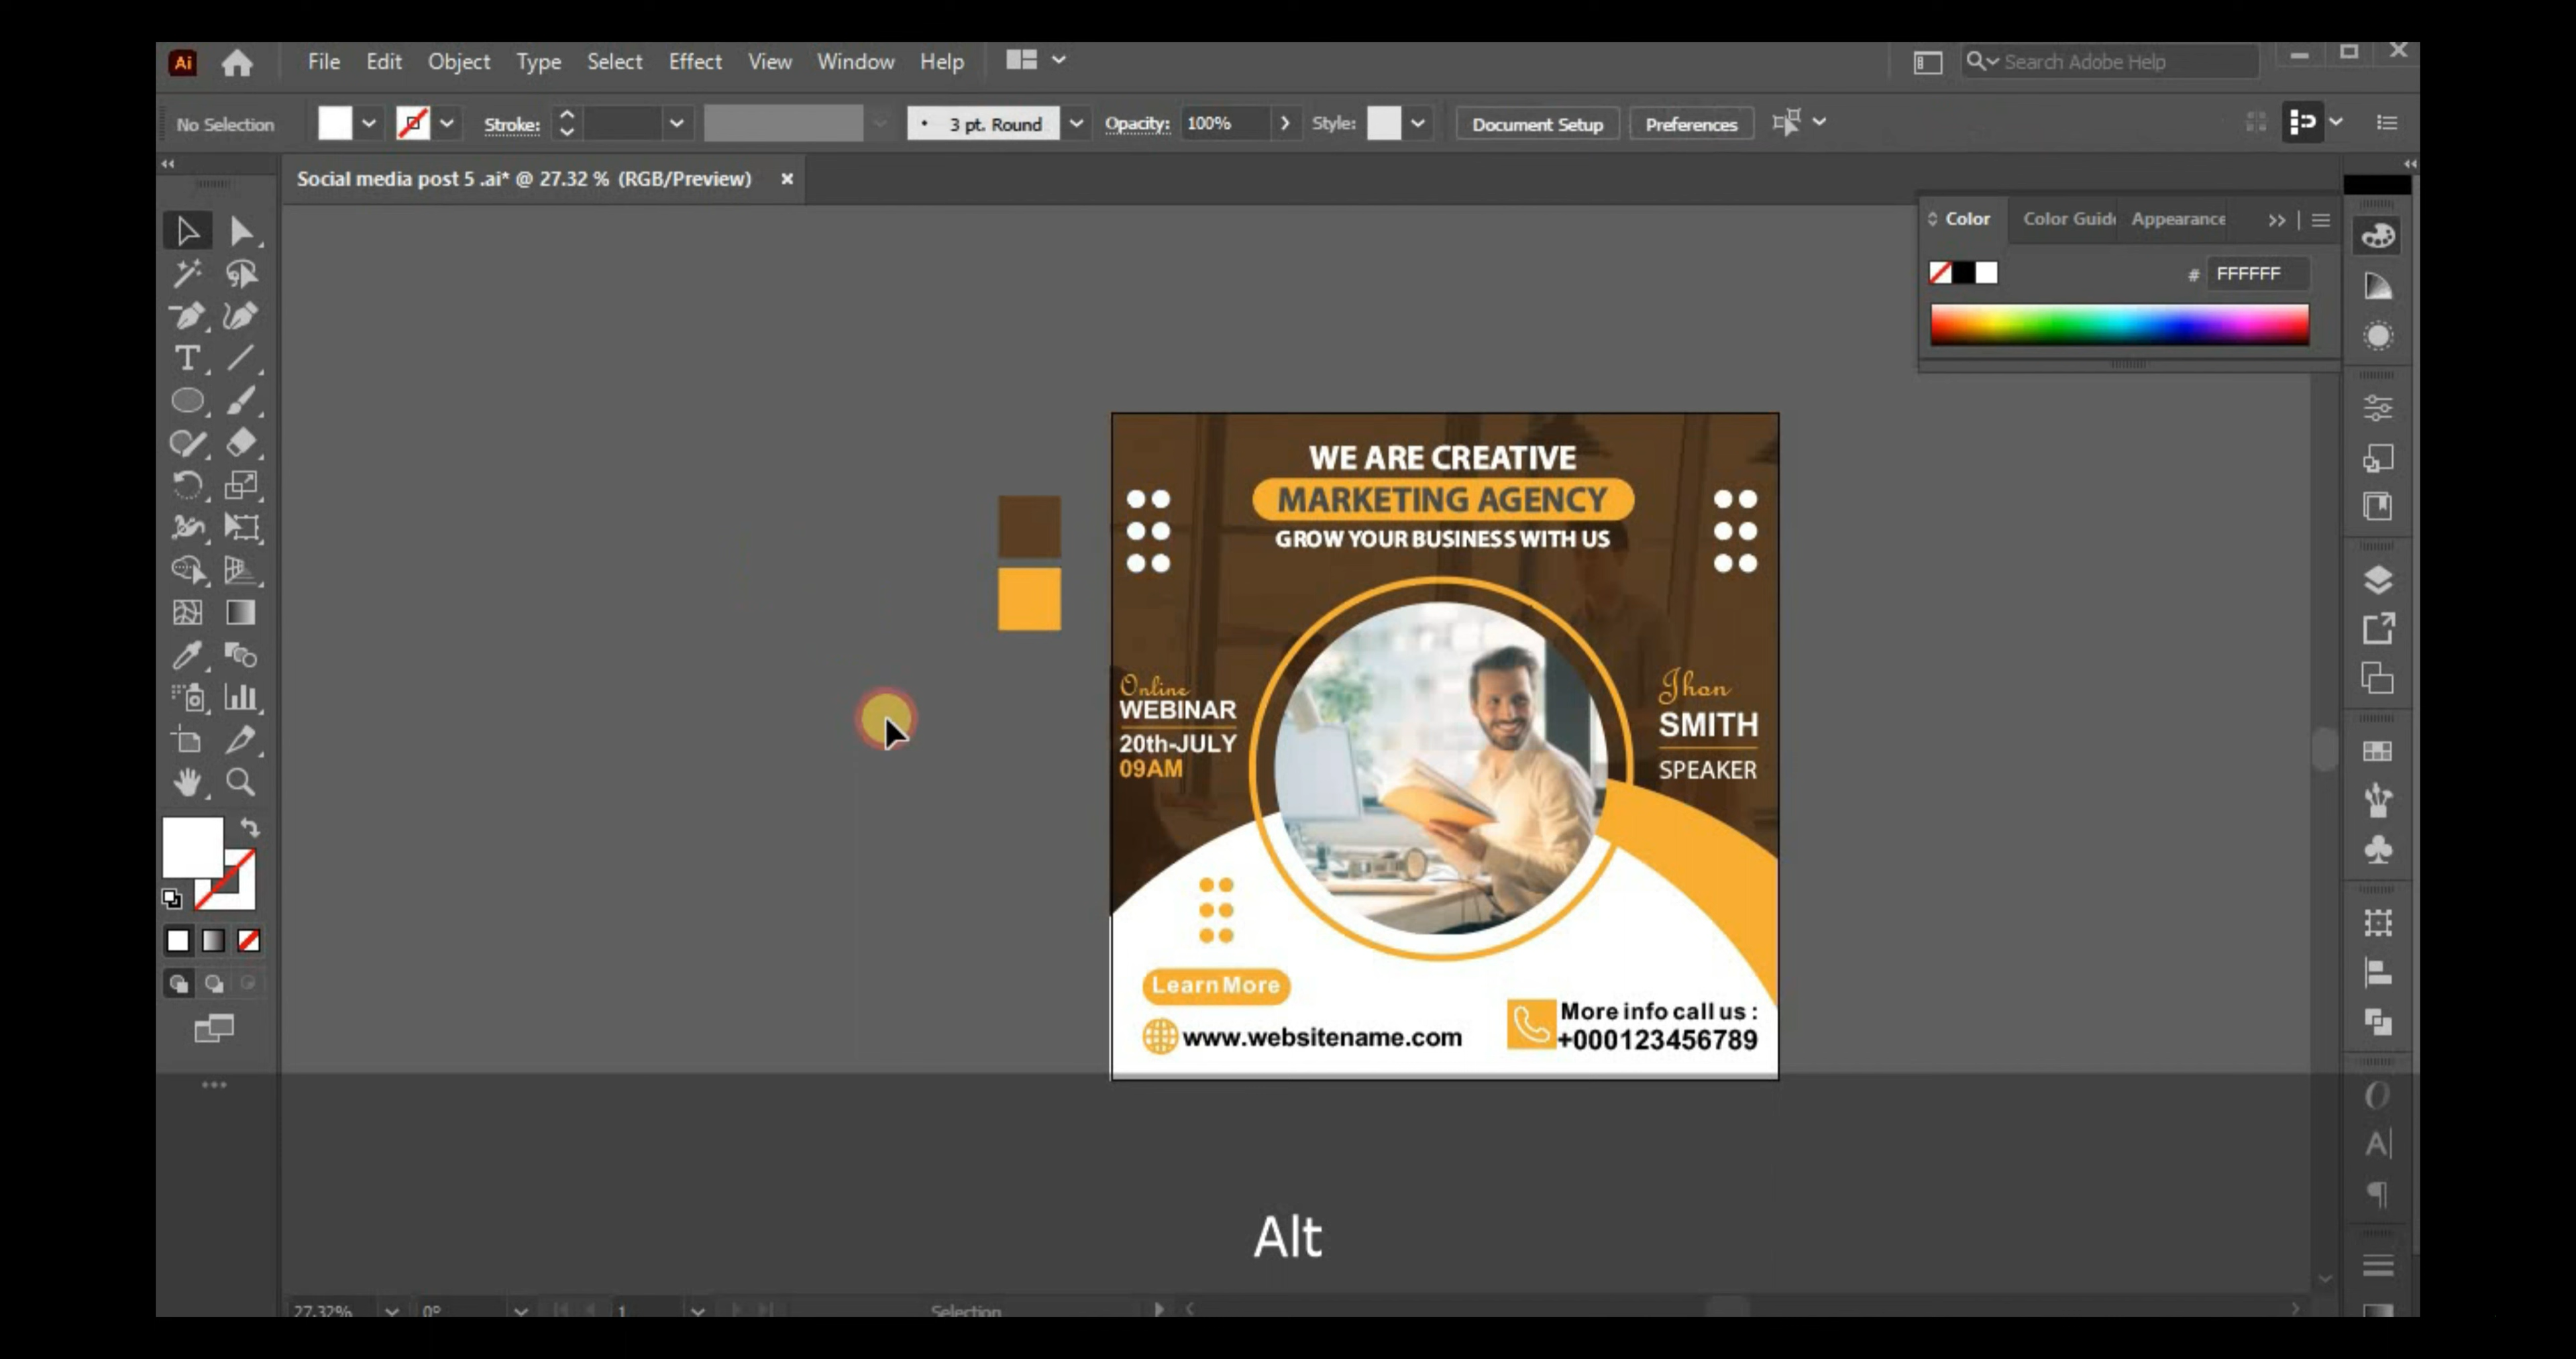 Ai File Edit Object Type Select Effect View Window Help Search Adobe Help
No Selection Stroke: 3 pt. Round Opacity: 100% Style: Document Setup Preferences
Social media post 5 .ai* @ 27.32 % (RGB/Preview) ×
Color Color Guid Appearance
# FFFFFF
WE ARE CREATIVE
MARKETING AGENCY
GROW YOUR BUSINESS WITH US
Online
WEBINAR
20th-JULY
09AM
Jhon
SMITH
SPEAKER
Learn More
www.websitename.com
More info call us :
+000123456789
Alt
27.32% 0° 1 Selection